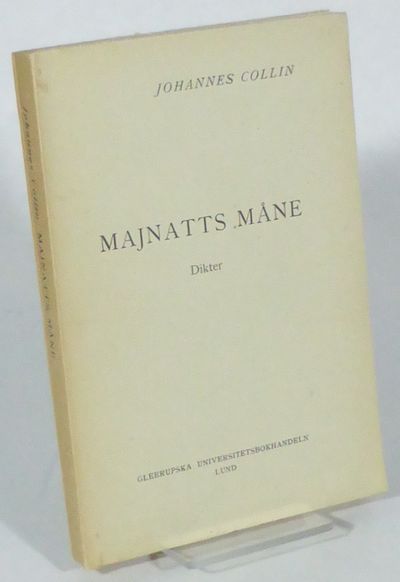 JOHANNES COLLIN
MAJNATTS MÅNE
Dikter
GLEERUPSKA UNIVERSITETSBOKHANDELN
LUND
Johannes Collin MAJNATTS MÅNE